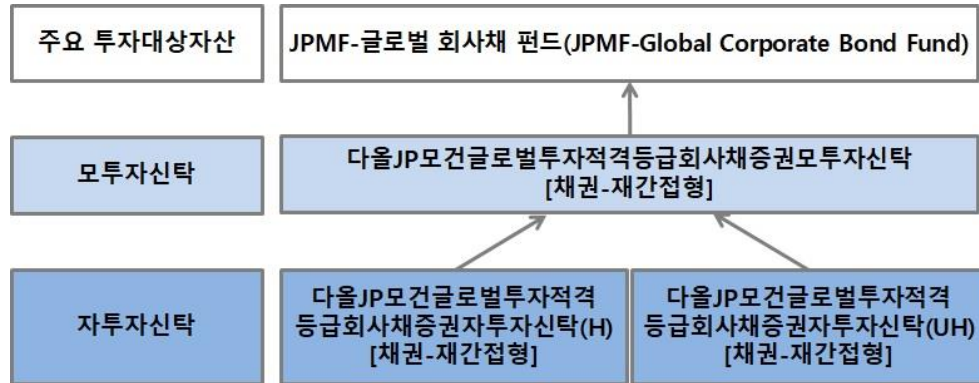 주요 투자대상자산
JPMF-글로벌 회사채 펀드(JPMF-Global Corporate Bond Fund)
모투자신탁
다올JP모건글로벌투자적격등급회사채증권모투자신탁
[채권-재간접형]
자투자신탁
다올JP모건글로벌투자적격
등급회사채증권자투자신탁(H)
[채권-재간접형]
다올JP모건글로벌투자적격
등급회사채증권자투자신탁(UH)
[채권-재간접형]